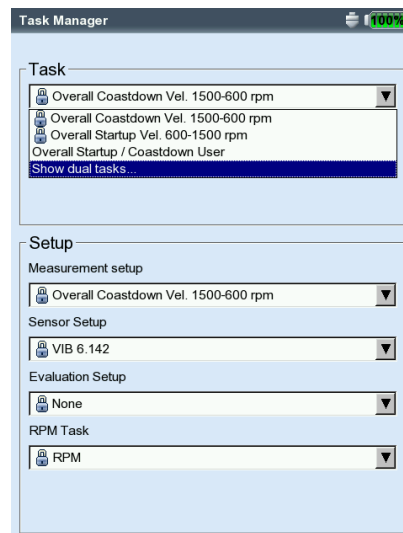 Task Manager
100%
Task
Overall Coastdown Vel. 1500-600 rpm
Overall Coastdown Vel. 1500-600 rpm
Overall Startup Vel. 600-1500 rpm
Overall Startup / Coastdown User
Show dual tasks...
Setup
Measurement setup
Overall Coastdown Vel. 1500-600 rpm
Sensor Setup
VIB 6.142
Evaluation Setup
None
RPM Task
RPM